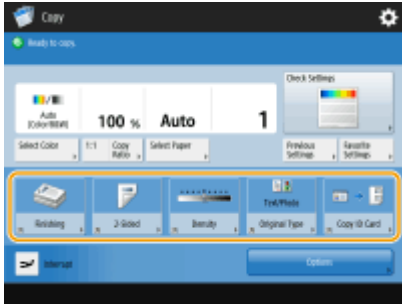 Copy
Ready to copy.
Check Settings
Auto
(Color/B&W)
100 %
Auto
1
Select Color
1:1 Copy Ratio
Select Paper
Previous Settings
Favorite Settings
Text/Photo
Finishing
2-Sided
Density
Original Type
Copy ID Card
Interrupt
Options